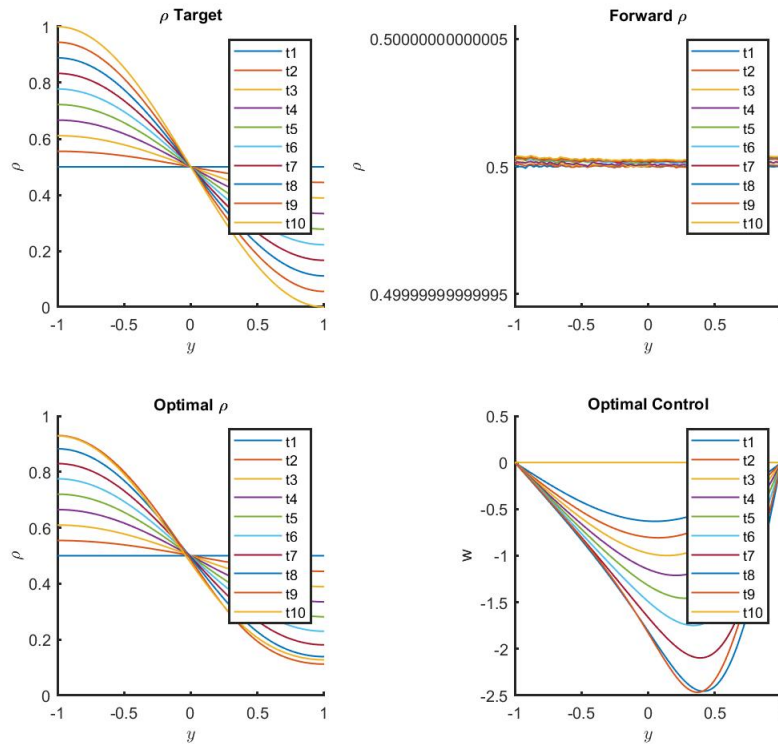 ρ Target
1
0.8
0.6
0.4
0.2
0
-1
-0.5
0
0.5
1
y
ρ
t1
t2
t3
t4
t5
t6
t7
t8
t9
t10
Forward ρ
0.50000000000005
0.5
0.49999999999995
-1
-0.5
0
0.5
y
ρ
t1
t2
t3
t4
t5
t6
t7
t8
t9
t10
Optimal ρ
1
0.8
0.6
0.4
0.2
0
-1
-0.5
0
0.5
1
y
ρ
t1
t2
t3
t4
t5
t6
t7
t8
t9
t10
Optimal Control
0.5
0
-0.5
-1
-1.5
-2
-2.5
-1
-0.5
0
0.5
y
w
t1
t2
t3
t4
t5
t6
t7
t8
t9
t10